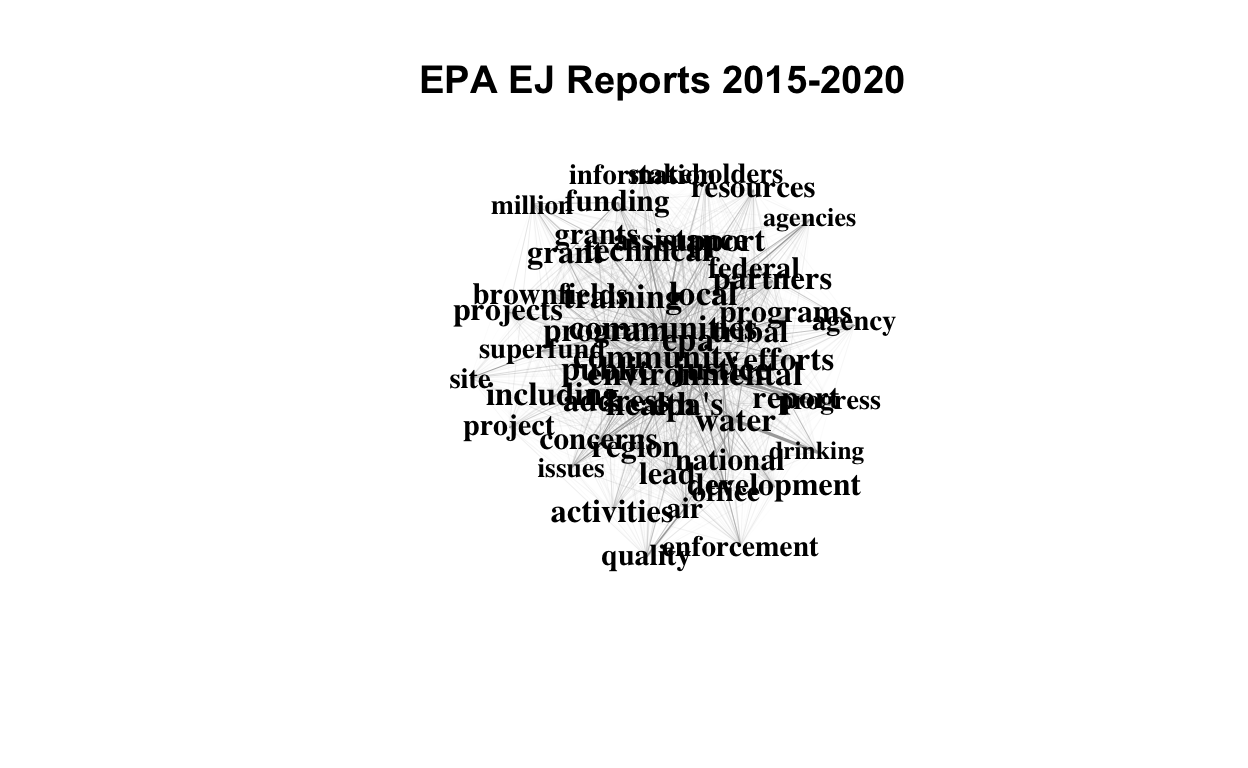 EPA EJ Reports 2015-2020
information
stakeholders
resources
million
funding
agencies
grants
assistance
support
grant
technical
federal
partners
brownfields
training
local
projects
programs
agency
communities
program
tribal
epa
superfund
community
efforts
public
justice
environmental
site
including
address
health
epa's
report
progress
water
project
concerns
region
drinking
national
issues
lead
development
office
activities
air
quality
enforcement